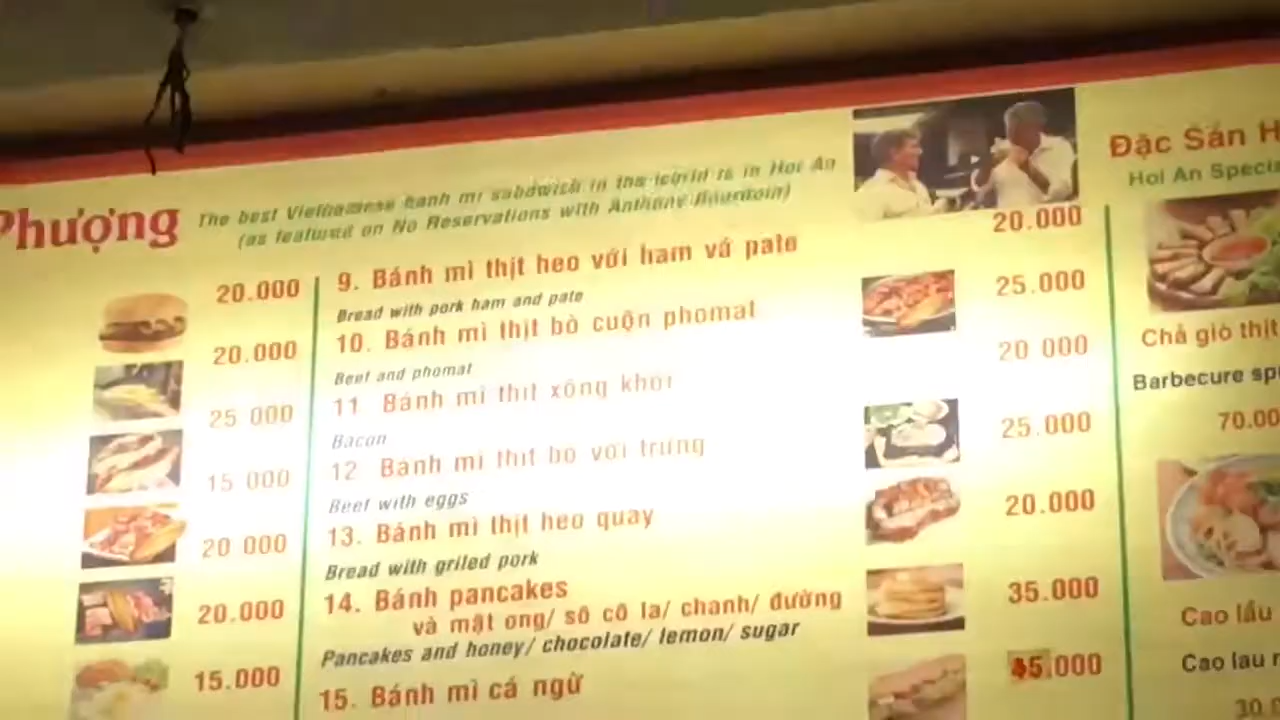 Phượng
The best Vietnamese banh mi sandwich in the world is in Hoi An
(as featured on No Reservations with Anthony Bourdain)
20.000
20.000
25 000
15 000
20 000
20.000
15.000
9. Bánh mì thịt heo với ham vá pate 20.000
Bread with pork ham and pate
10. Bánh mì thịt bò cuộn phomat 25.000
Beef and phomat
11 Bánh mì thịt xông khói 20 000
Bacon
12 Bánh mì thịt bò với trứng 25.000
Beef with eggs
13. Bánh mì thịt heo quay 20.000
Bread with griled pork
14. Bánh pancakes 35.000
và mật ong/ sô cô la/ chanh/ đường
Pancakes and honey/ chocolate/ lemon/ sugar
15. Bánh mì cá ngừ 45.000
Đặc Sản H
Hoi An Specia
Chả giò thịt
Barbecure sp
70.00
Cao lầu
Cao lau
30.0